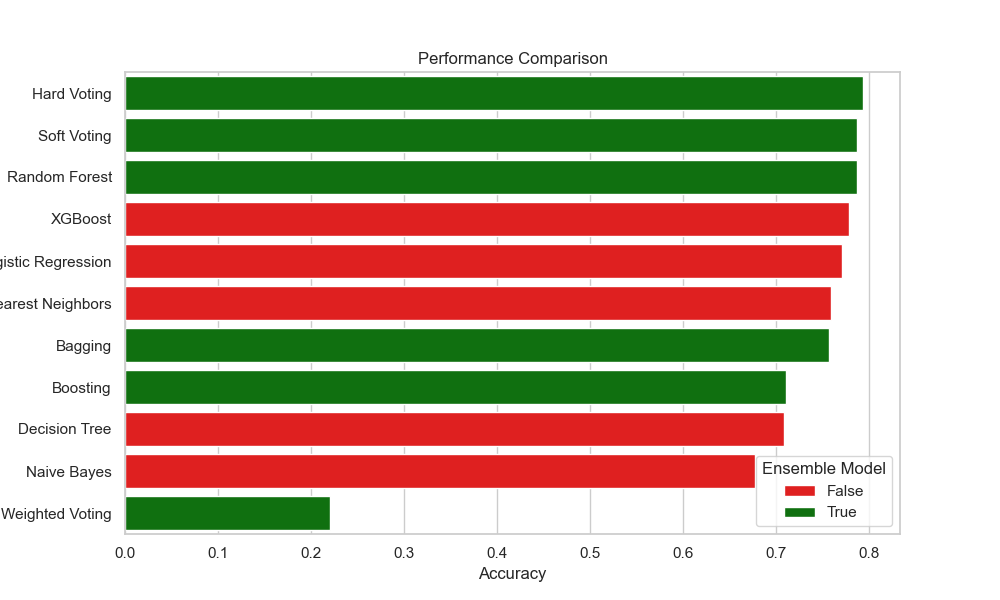 Performance Comparison
Hard Voting
Soft Voting
Random Forest
XGBoost
gistic Regression
earest Neighbors
Bagging
Boosting
Decision Tree
Naive Bayes
Weighted Voting
Ensemble Model
False
True
0.0 0.1 0.2 0.3 0.4 0.5 0.6 0.7 0.8
Accuracy